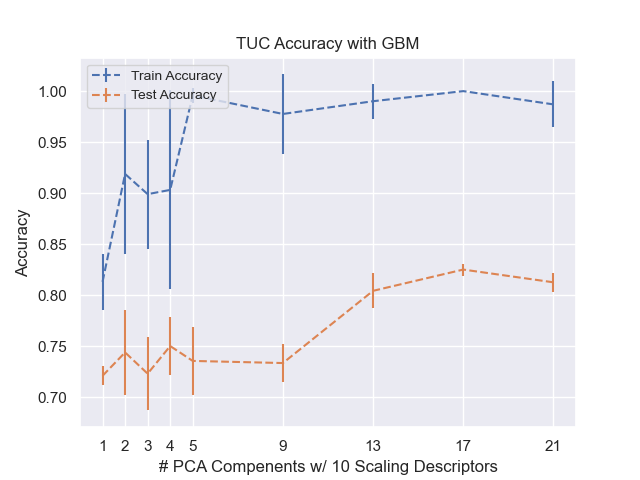 TUC Accuracy with GBM
Train Accuracy
Test Accuracy
1.00
0.95
0.90
0.85
0.80
0.75
0.70
Accuracy
1 2 3 4 5 9 13 17 21
# PCA Compenents w/ 10 Scaling Descriptors